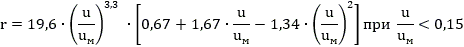 r = 19,6 · (u/uм)^3,3 · [0,67 + 1,67 · u/uм − 1,34 · (u/uм)^2] при u/uм < 0,15